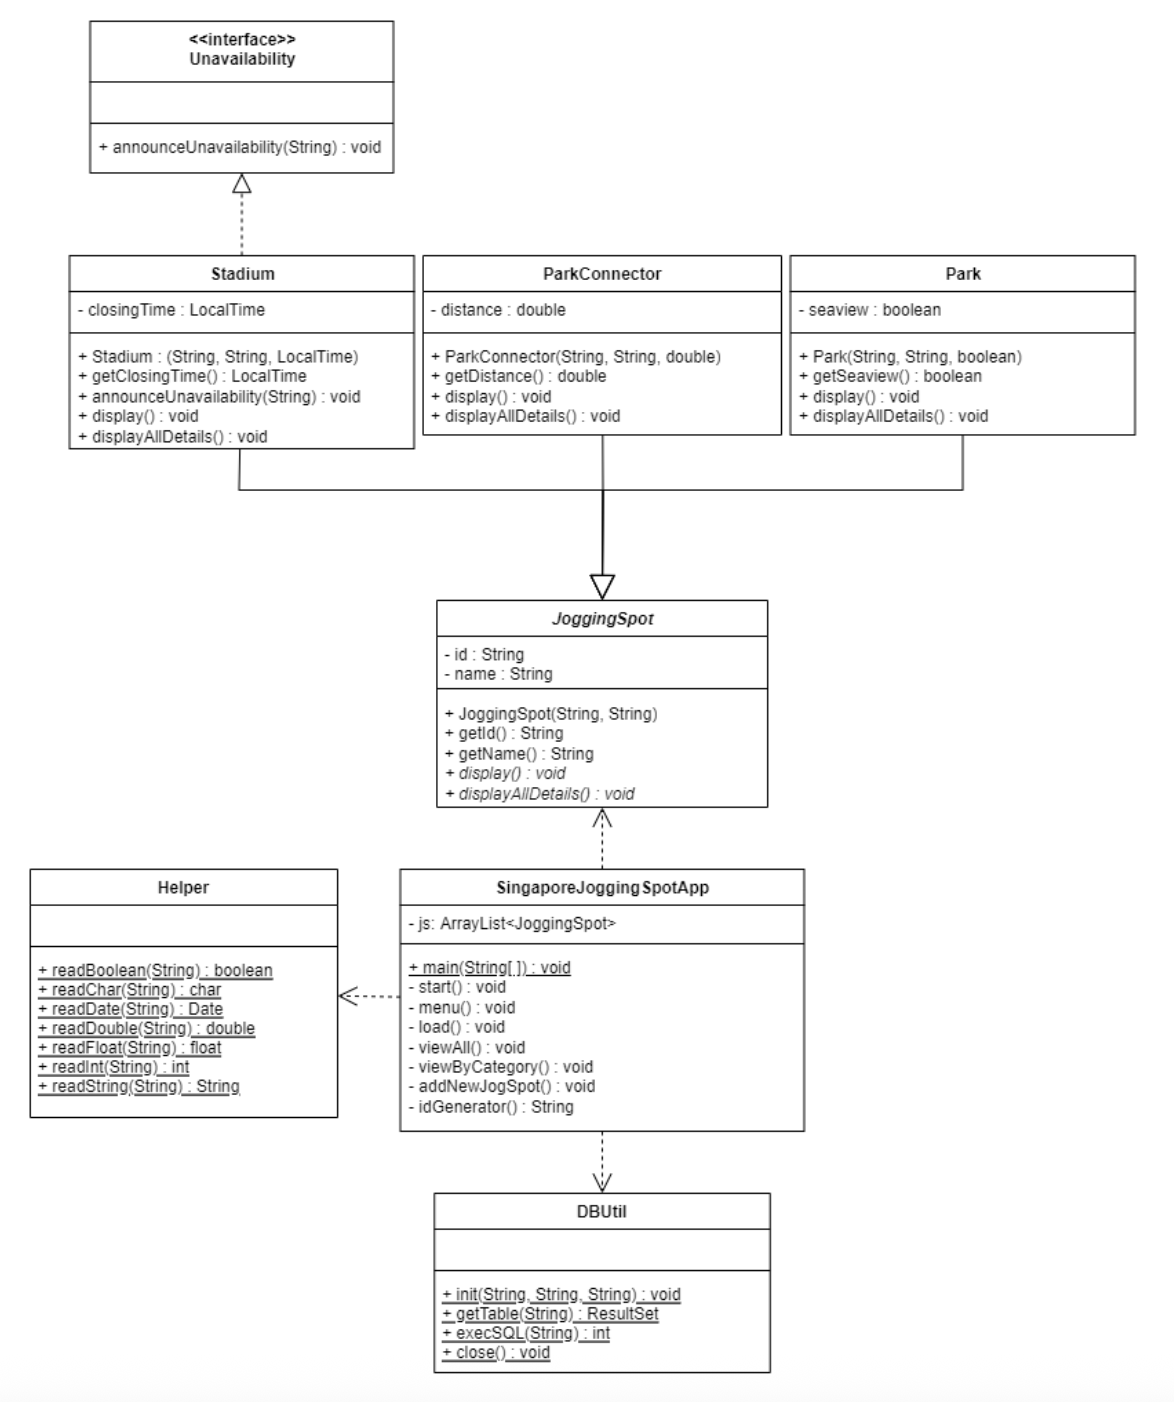 <<interface>>
Unavailability
+ announceUnavailability(String) : void
Stadium
- closingTime : LocalTime
+ Stadium : (String, String, LocalTime)
+ getClosingTime() : LocalTime
+ announceUnavailability(String) : void
+ display() : void
+ displayAllDetails() : void
ParkConnector
- distance : double
+ ParkConnector(String, String, double)
+ getDistance() : double
+ display() : void
+ displayAllDetails() : void
Park
- seaview : boolean
+ Park(String, String, boolean)
+ getSeaview() : boolean
+ display() : void
+ displayAllDetails() : void
JoggingSpot
- id : String
- name : String
+ JoggingSpot(String, String)
+ getId() : String
+ getName() : String
+ display() : void
+ displayAllDetails() : void
Helper
+ readBoolean(String) : boolean
+ readChar(String) : char
+ readDate(String) : Date
+ readDouble(String) : double
+ readFloat(String) : float
+ readInt(String) : int
+ readString(String) : String
SingaporeJoggingSpotApp
- js: ArrayList<JoggingSpot>
+ main(String[ ]) : void
- start() : void
- menu() : void
- load() : void
- viewAll() : void
- viewByCategory() : void
- addNewJogSpot() : void
- idGenerator() : String
DBUtil
+ init(String, String, String) : void
+ getTable(String) : ResultSet
+ execSQL(String) : int
+ close() : void